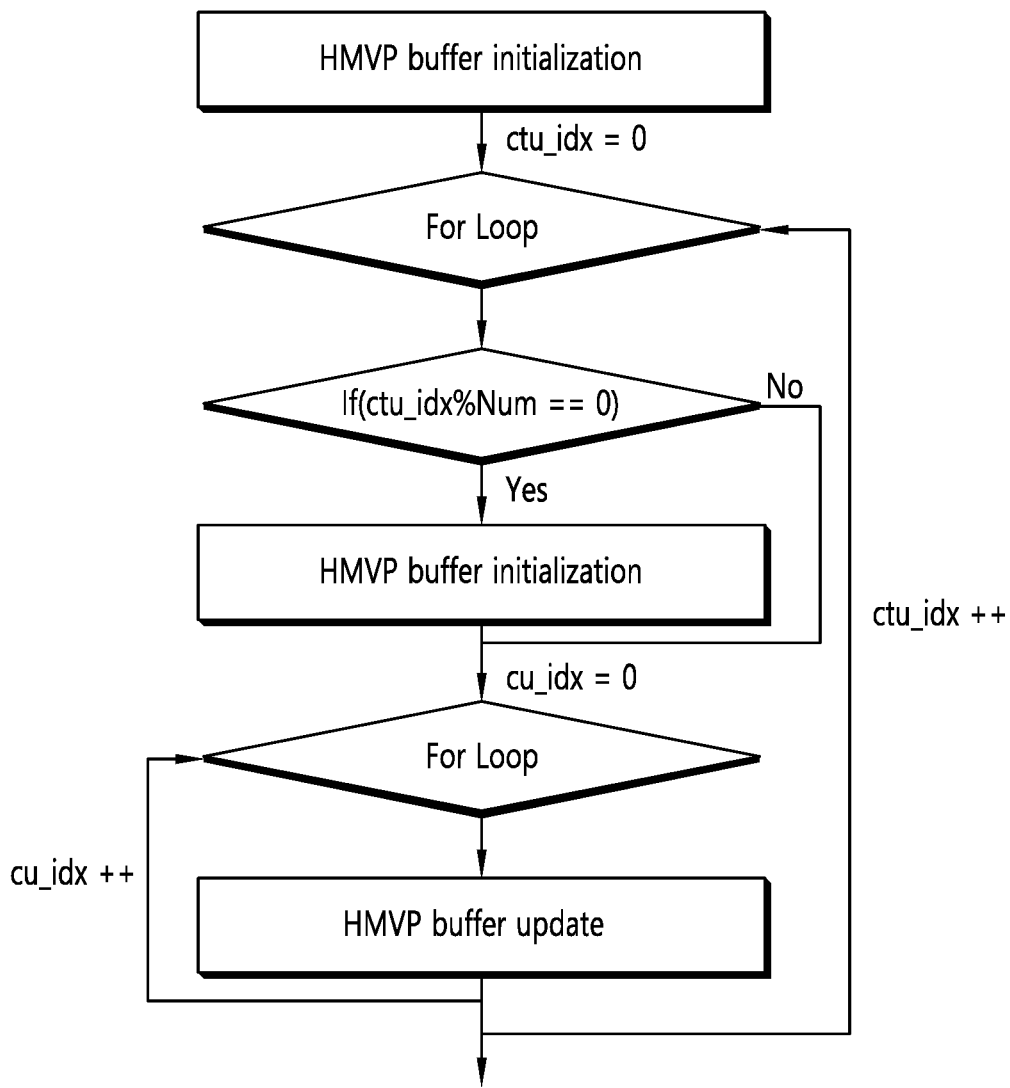 HMVP buffer initialization
ctu_idx = 0
For Loop
If(ctu_idx%Num == 0)
No
Yes
HMVP buffer initialization
ctu_idx ++
cu_idx = 0
For Loop
cu_idx ++
HMVP buffer update